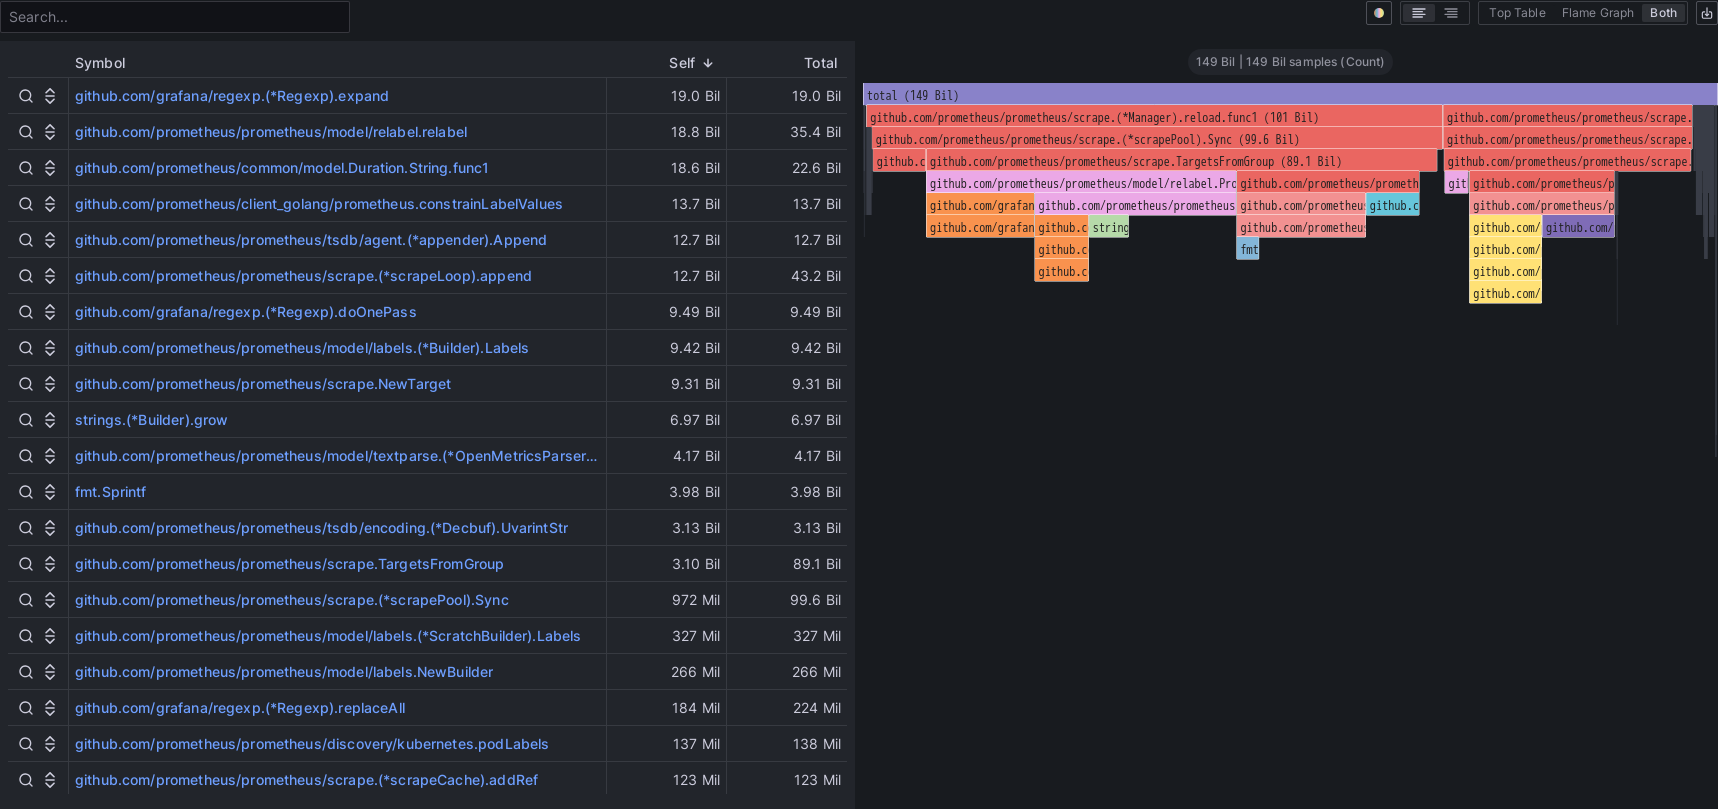 Search...
Top Table Flame Graph Both
Symbol Self Total
github.com/grafana/regexp.(*Regexp).expand 19.0 Bil 19.0 Bil
github.com/prometheus/prometheus/model/relabel.relabel 18.8 Bil 35.4 Bil
github.com/prometheus/common/model.Duration.String.func1 18.6 Bil 22.6 Bil
github.com/prometheus/client_golang/prometheus.constrainLabelValues 13.7 Bil 13.7 Bil
github.com/prometheus/prometheus/tsdb/agent.(*appender).Append 12.7 Bil 12.7 Bil
github.com/prometheus/prometheus/scrape.(*scrapeLoop).append 12.7 Bil 43.2 Bil
github.com/grafana/regexp.(*Regexp).doOnePass 9.49 Bil 9.49 Bil
github.com/prometheus/prometheus/model/labels.(*Builder).Labels 9.42 Bil 9.42 Bil
github.com/prometheus/prometheus/scrape.NewTarget 9.31 Bil 9.31 Bil
strings.(*Builder).grow 6.97 Bil 6.97 Bil
github.com/prometheus/prometheus/model/textparse.(*OpenMetricsParser... 4.17 Bil 4.17 Bil
fmt.Sprintf 3.98 Bil 3.98 Bil
github.com/prometheus/prometheus/tsdb/encoding.(*Decbuf).UvarintStr 3.13 Bil 3.13 Bil
github.com/prometheus/prometheus/scrape.TargetsFromGroup 3.10 Bil 89.1 Bil
github.com/prometheus/prometheus/scrape.(*scrapePool).Sync 972 Mil 99.6 Bil
github.com/prometheus/prometheus/model/labels.(*ScratchBuilder).Labels 327 Mil 327 Mil
github.com/prometheus/prometheus/model/labels.NewBuilder 266 Mil 266 Mil
github.com/grafana/regexp.(*Regexp).replaceAll 184 Mil 224 Mil
github.com/prometheus/prometheus/discovery/kubernetes.podLabels 137 Mil 138 Mil
github.com/prometheus/prometheus/scrape.(*scrapeCache).addRef 123 Mil 123 Mil
149 Bil | 149 Bil samples (Count)
total (149 Bil)
github.com/prometheus/prometheus/scrape.(*Manager).reload.func1 (101 Bil) github.com/prometheus/prometheus/scrape.
github.com/prometheus/prometheus/scrape.(*scrapePool).Sync (99.6 Bil) github.com/prometheus/prometheus/scrape.
github.c github.com/prometheus/prometheus/scrape.TargetsFromGroup (89.1 Bil) github.com/prometheus/prometheus/scrape.
github.com/prometheus/prometheus/model/relabel.Pro github.com/prometheus/prometh git github.com/prometheus/p
github.com/grafan github.com/prometheus/prometheus github.com/prometheus github.c github.com/prometheus/p
github.com/grafan github.c string github.com/prometheus github.com/ github.com/
github.c fmt github.com/
github.c github.com/
github.com/